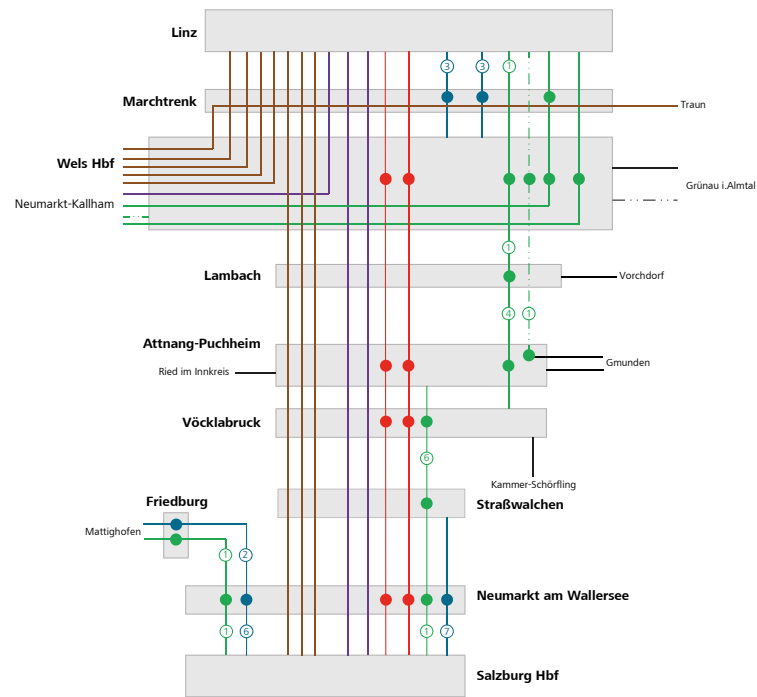 Linz
3 3 1
Marchtrenk
Traun
Wels Hbf
Grünau i.Almtal
Neumarkt-Kallham
1
Lambach
Vorchdorf
4 1
Attnang-Puchheim
Gmunden
Ried im Innkreis
Vöcklabruck
6
Kammer-Schörfling
Friedburg
Straßwalchen
Mattighofen
1 2
Neumarkt am Wallersee
1 6 1 7
Salzburg Hbf